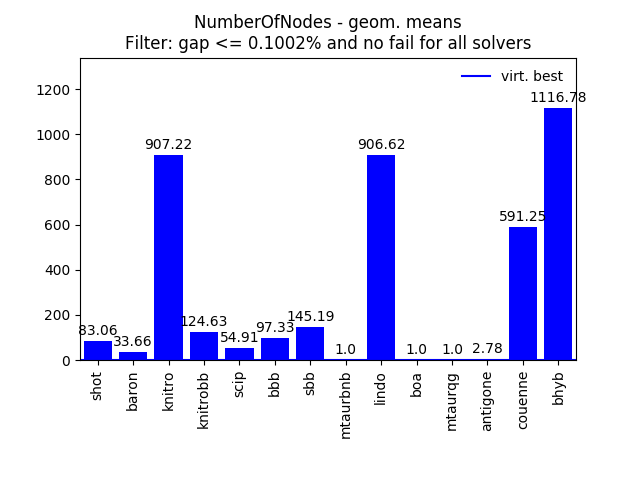 NumberOfNodes - geom. means
Filter: gap <= 0.1002% and no fail for all solvers
virt. best
1200
1000
800
600
400
200
0
83.06
33.66
907.22
124.63
54.91
97.33
145.19
1.0
906.62
1.0
1.0
2.78
591.25
1116.78
shot
baron
knitro
knitrobb
scip
bbb
sbb
mtaurbnb
lindo
boa
mtaurqg
antigone
couenne
bhyb